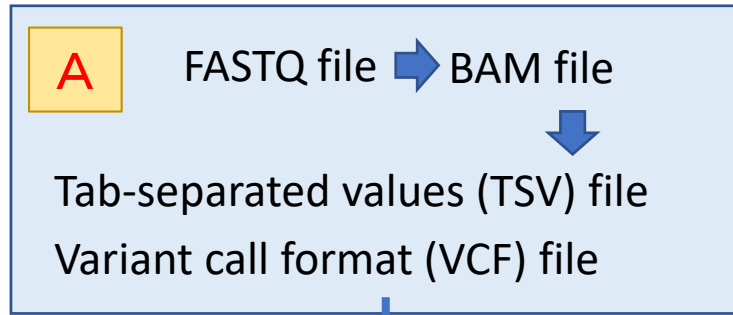 A
FASTQ file BAM file
Tab-separated values (TSV) file
Variant call format (VCF) file